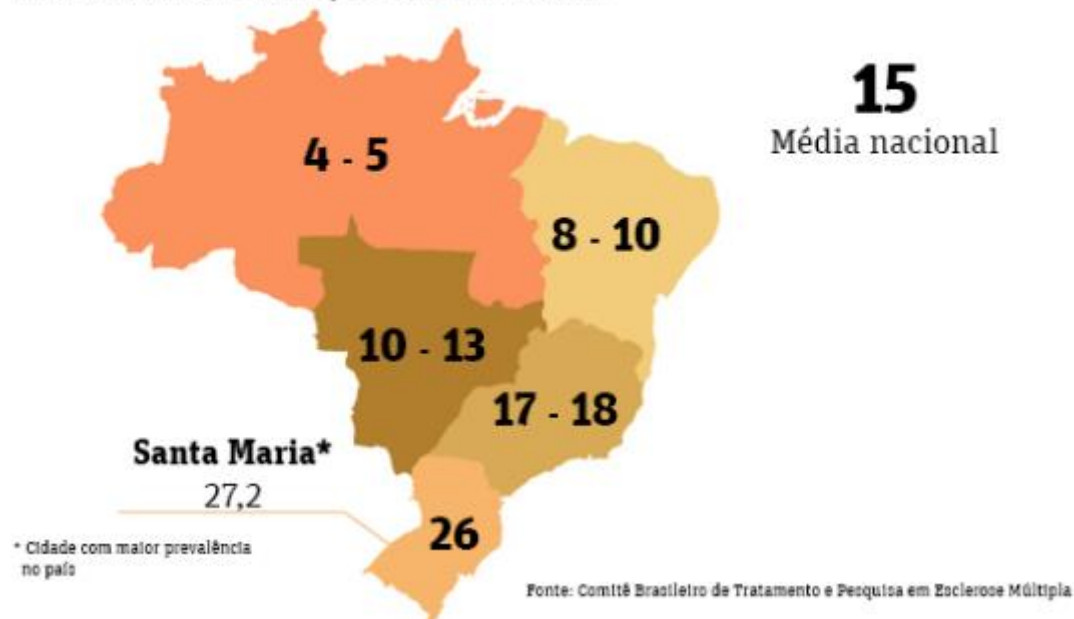 15
Média nacional
4 - 5
8 - 10
10 - 13
17 - 18
Santa Maria*
27,2
26
* Cidade com maior prevalência
no país
Fonte: Comitê Brasileiro de Tratamento e Pesquisa em Esclerose Múltipla